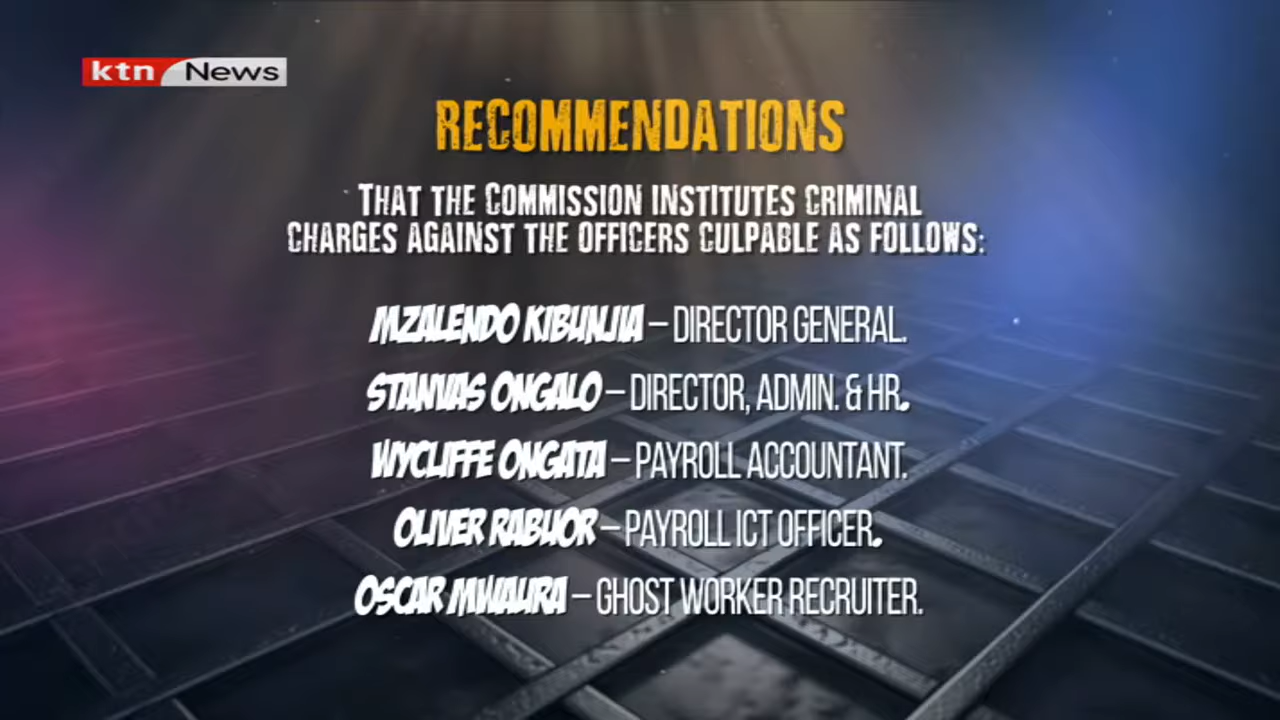 ktn News
RECOMMENDATIONS
THAT THE COMMISSION INSTITUTES CRIMINAL
CHARGES AGAINST THE OFFICERS CULPABLE AS FOLLOWS:
MZALENDO KIBUNJIA – DIRECTOR GENERAL.
STANVAS ONGALO – DIRECTOR, ADMIN. & HR.
WYCLIFFE ONGATA – PAYROLL ACCOUNTANT.
OLIVER RABUOR – PAYROLL ICT OFFICER.
OSCAR MWAURA – GHOST WORKER RECRUITER.